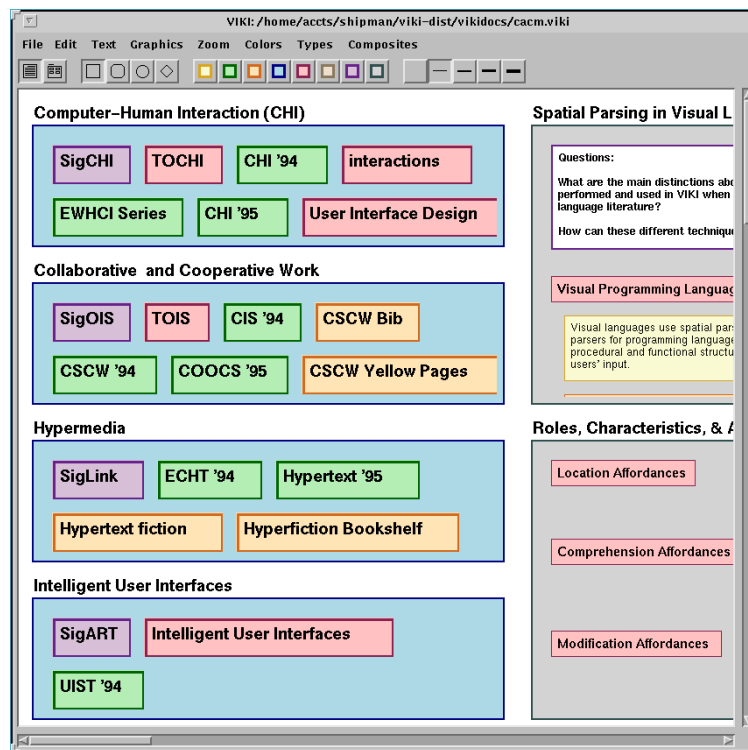 VIKI: /home/accts/shipman/viki-dist/vikidocs/cacm.viki
File Edit Text Graphics Zoom Colors Types Composites
Computer-Human Interaction (CHI)
SigCHI TOCHI CHI '94 interactions
EWHCI Series CHI '95 User Interface Design
Collaborative and Cooperative Work
SigOIS TOIS CIS '94 CSCW Bib
CSCW '94 COOCS '95 CSCW Yellow Pages
Hypermedia
SigLink ECHT '94 Hypertext '95
Hypertext fiction Hyperfiction Bookshelf
Intelligent User Interfaces
SigART Intelligent User Interfaces
UIST '94
Spatial Parsing in Visual L
Questions:
What are the main distinctions abo
performed and used in VIKI when
language literature?
How can these different technique
Visual Programming Languag
Visual languages use spatial pars
parsers for programming language
procedural and functional structu
users' input.
Roles, Characteristics, & A
Location Affordances
Comprehension Affordances
Modification Affordances